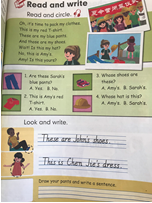 Read and write
Read and circle.
Oh, it's time to pack my clothes.
This is my red T-shirt.
These are my blue pants
And these are my shoes.
Wait! Is this my hat?
No, this is Amy's.
Amy! Is this yours?
1. Are these Sarah's
blue pants?
A. Yes. B. No.
2. Is this Amy's red
T-shirt?
A. Yes. B. No.
3. Whose shoes are
these?
A. Amy's. B. Sarah's.
4. Whose hat is this?
A. Amy's. B. Sarah's.
Look and write.
These are John's shoes.
This is Chen Jie's dress.
Draw your pants and write a sentence.